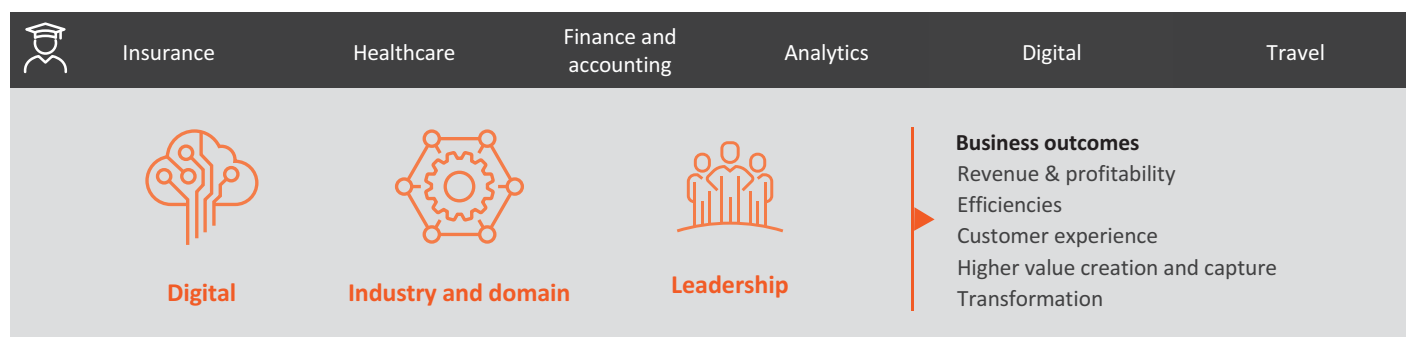 Insurance
Healthcare
Finance and
accounting
Analytics
Digital
Travel
Digital
Industry and domain
Leadership
Business outcomes
Revenue & profitability
Efficiencies
Customer experience
Higher value creation and capture
Transformation